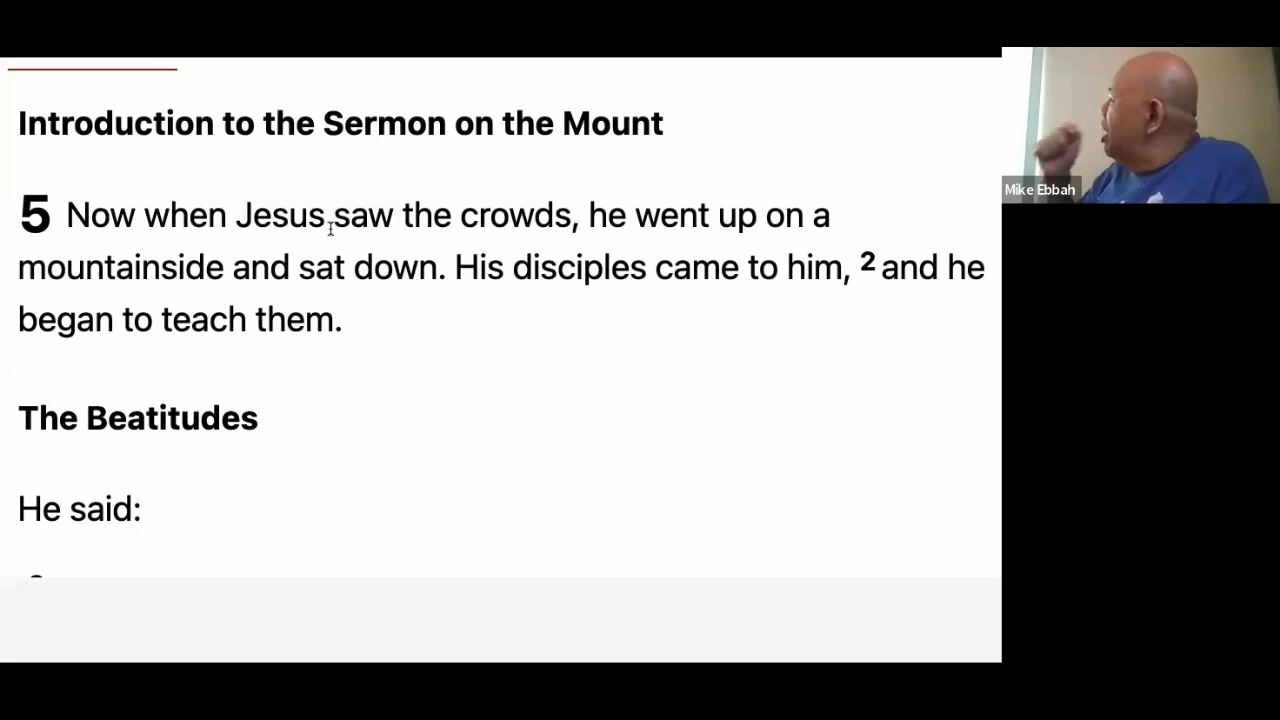 Introduction to the Sermon on the Mount
5 Now when Jesus saw the crowds, he went up on a
mountainside and sat down. His disciples came to him, 2 and he
began to teach them.
The Beatitudes
He said:
Mike Ebbah